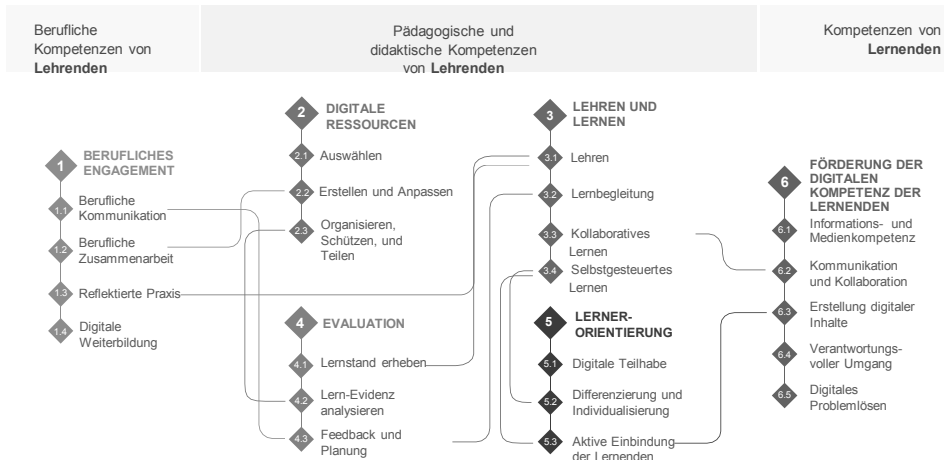 Berufliche
Kompetenzen von
Lehrenden
Pädagogische und
didaktische Kompetenzen
von Lehrenden
Kompetenzen von
Lernenden
1
BERUFLICHES
ENGAGEMENT
1.1
Berufliche
Kommunikation
1.2
Berufliche
Zusammenarbeit
1.3
Reflektierte Praxis
1.4
Digitale
Weiterbildung
2
DIGITALE
RESSOURCEN
2.1
Auswählen
2.2
Erstellen und Anpassen
2.3
Organisieren,
Schützen, und
Teilen
3
LEHREN UND
LERNEN
3.1
Lehren
3.2
Lernbegleitung
3.3
Kollaboratives
Lernen
3.4
Selbstgesteuertes
Lernen
4
EVALUATION
4.1
Lernstand erheben
4.2
Lern-Evidenz
analysieren
4.3
Feedback und
Planung
5
LERNER-
ORIENTIERUNG
5.1
Digitale Teilhabe
5.2
Differenzierung und
Individualisierung
5.3
Aktive Einbindung
der Lernenden
6
FÖRDERUNG DER
DIGITALEN
KOMPETENZ DER
LERNENDEN
6.1
Informations- und
Medienkompetenz
6.2
Kommunikation
und Kollaboration
6.3
Erstellung digitaler
Inhalte
6.4
Verantwortungs-
voller Umgang
6.5
Digitales
Problemlösen